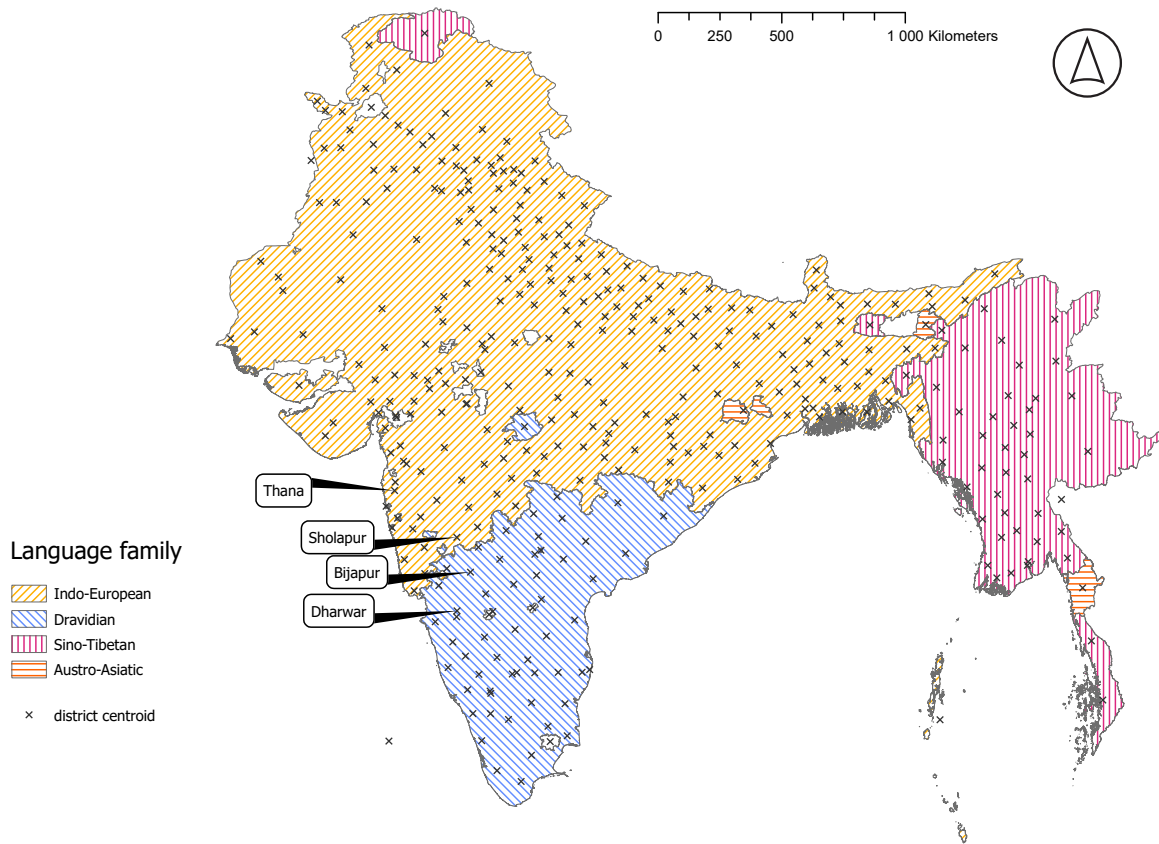 0 250 500 1 000 Kilometers
Thana
Sholapur
Bijapur
Dharwar
Language family
Indo-European
Dravidian
Sino-Tibetan
Austro-Asiatic
district centroid